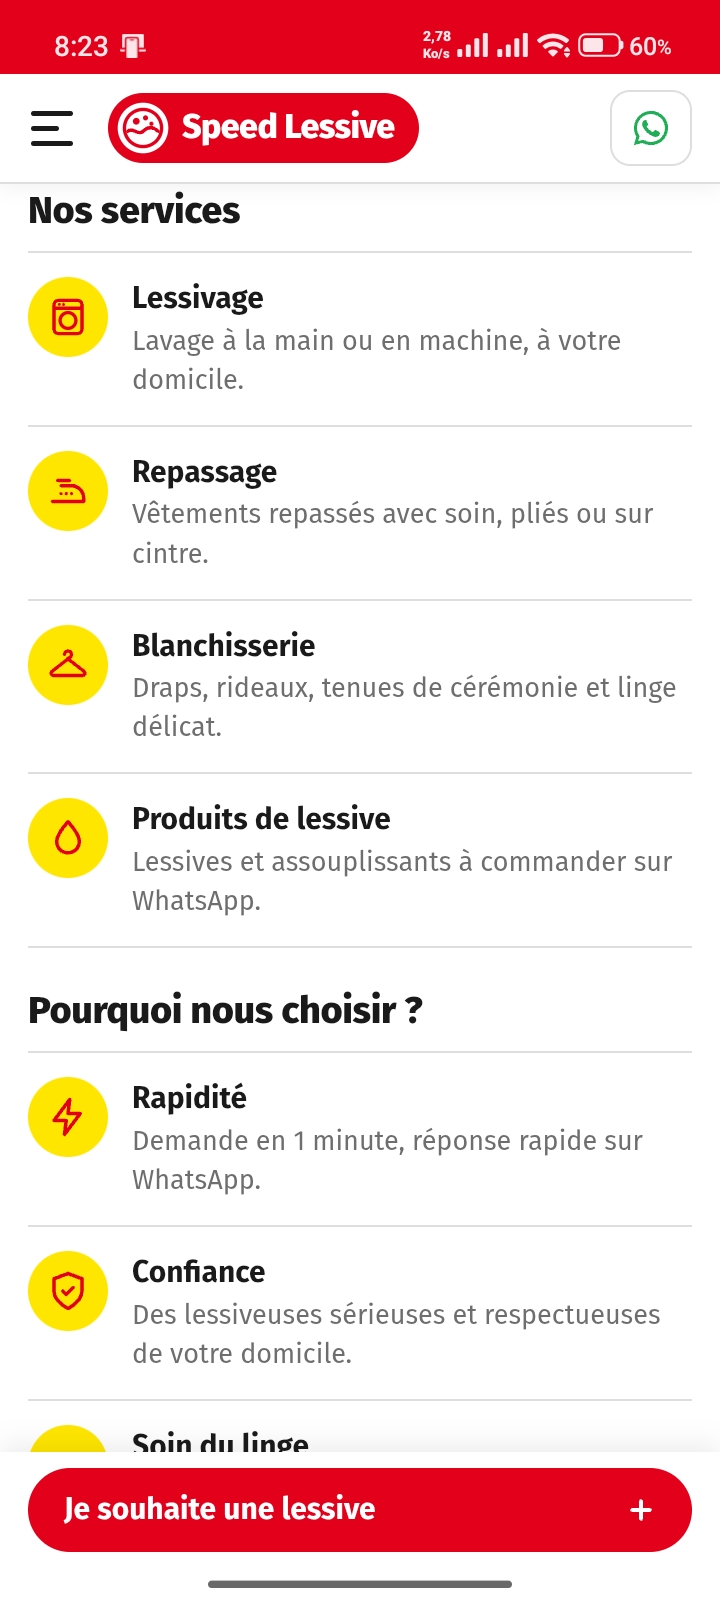 8:23
2,78
Ko/s
60%
Speed Lessive
Nos services
Lessivage
Lavage à la main ou en machine, à votre
domicile.
Repassage
Vêtements repassés avec soin, pliés ou sur
cintre.
Blanchisserie
Draps, rideaux, tenues de cérémonie et linge
délicat.
Produits de lessive
Lessives et assouplissants à commander sur
WhatsApp.
Pourquoi nous choisir ?
Rapidité
Demande en 1 minute, réponse rapide sur
WhatsApp.
Confiance
Des lessiveuses sérieuses et respectueuses
de votre domicile.
Soin du linge
Je souhaite une lessive